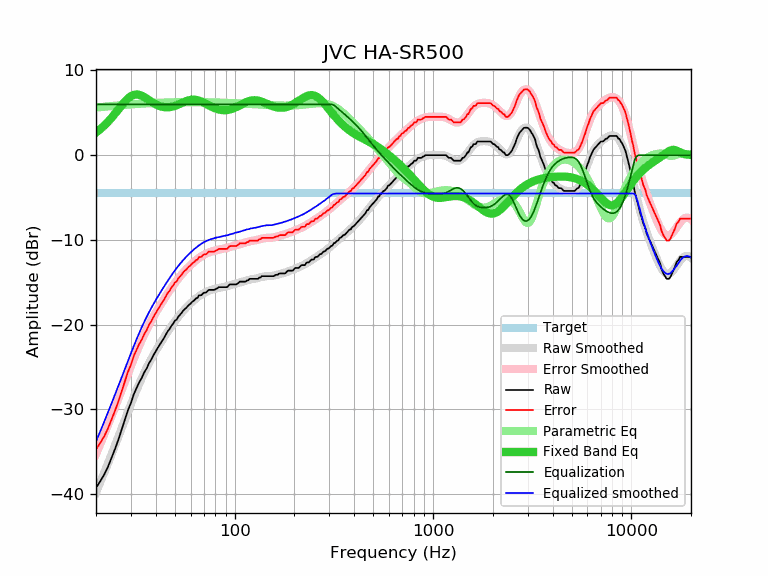 JVC HA-SR500
10
0
−10
−20
−30
−40
Amplitude (dBr)
100
1000
10000
Frequency (Hz)
Target
Raw Smoothed
Error Smoothed
Raw
Error
Parametric Eq
Fixed Band Eq
Equalization
Equalized smoothed